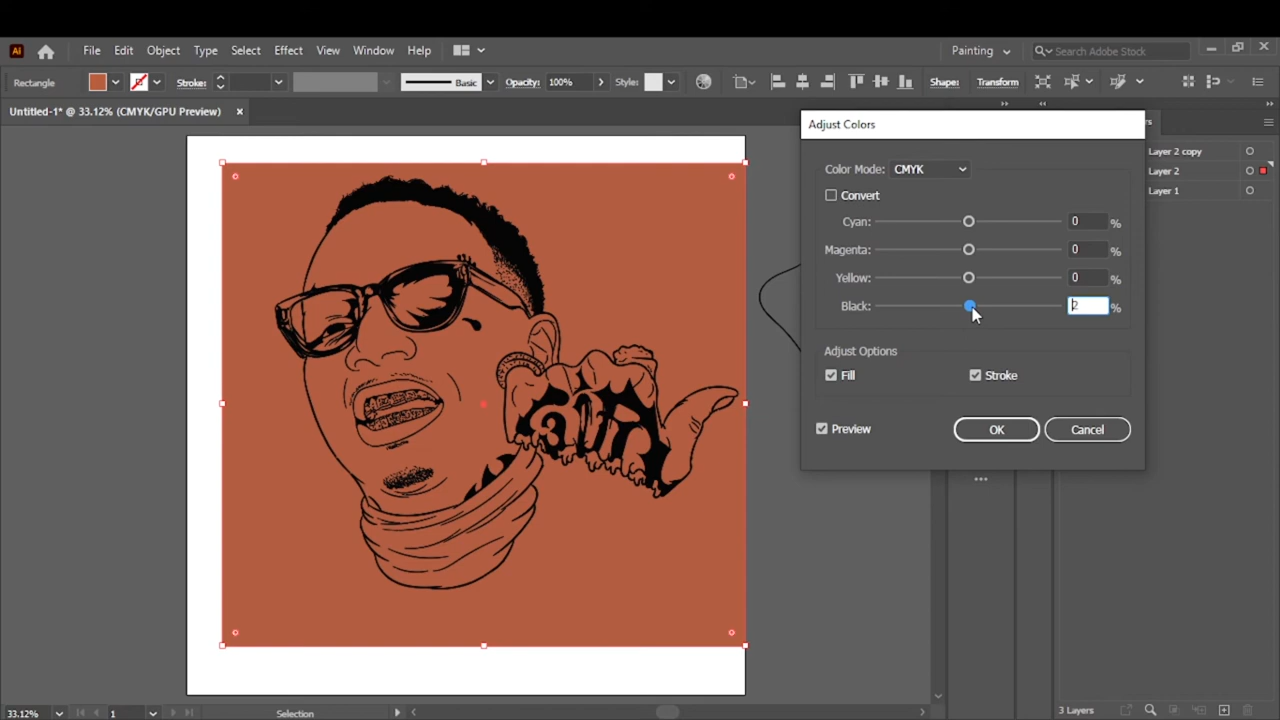 Ai File Edit Object Type Select Effect View Window Help Painting Search Adobe Stock
Rectangle Stroke: Basic Opacity: 100% Style: Shape: Transform
Untitled-1* @ 33.12% (CMYK/GPU Preview) ×
Adjust Colors
Layer 2 copy
Layer 2
Layer 1
Color Mode: CMYK
Convert
Cyan: 0 %
Magenta: 0 %
Yellow: 0 %
Black: 2 %
Adjust Options
Fill Stroke
Preview OK Cancel
33.12% 1 Selection 3 Layers